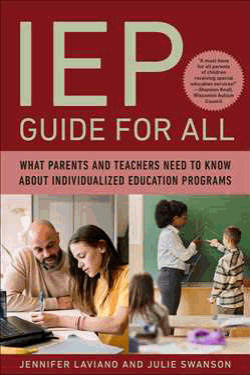 IEP
"A must have
for all parents
of children
receiving special
education services!"
—Shannon Knall,
Wisconsin Autism
Council
GUIDE FOR ALL
WHAT PARENTS AND TEACHERS NEED TO KNOW
ABOUT INDIVIDUALIZED EDUCATION PROGRAMS
JENNIFER LAVIANO AND JULIE SWANSON